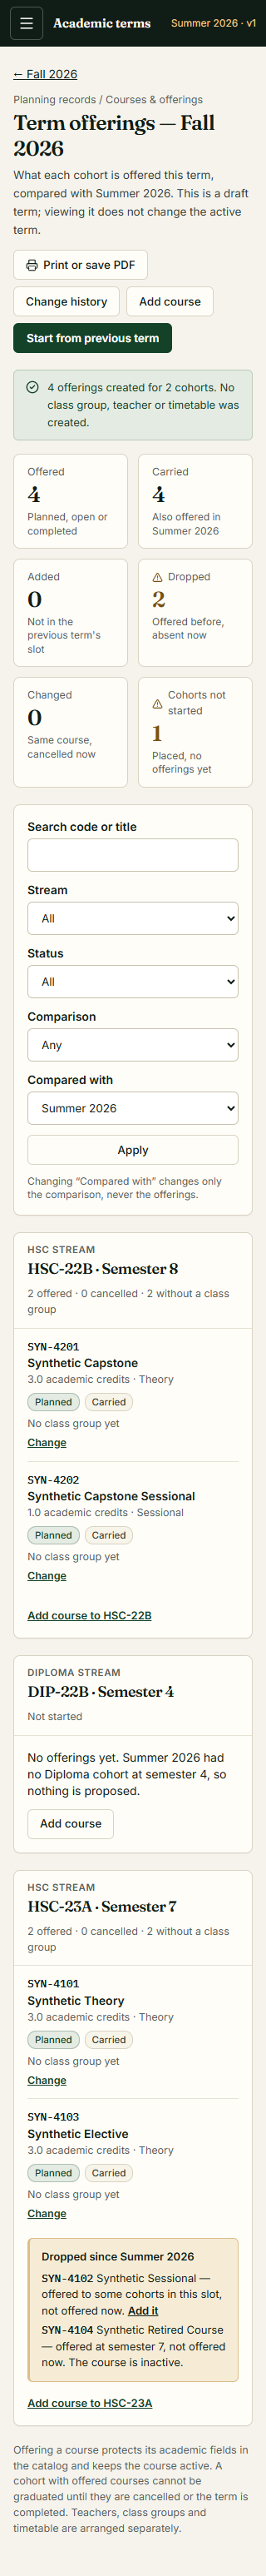 Academic terms
Summer 2026 · v1
← Fall 2026
Planning records / Courses & offerings
Term offerings — Fall
2026
What each cohort is offered this term,
compared with Summer 2026. This is a draft
term; viewing it does not change the active
term.
Print or save PDF
Change history
Add course
Start from previous term
4 offerings created for 2 cohorts. No
class group, teacher or timetable was
created.
Offered
4
Planned, open or
completed
Carried
4
Also offered in
Summer 2026
Added
0
Not in the
previous term's
slot
Dropped
2
Offered before,
absent now
Changed
0
Same course,
cancelled now
Cohorts not
started
1
Placed, no
offerings yet
Search code or title
Stream
All
Status
All
Comparison
Any
Compared with
Summer 2026
Apply
Changing “Compared with” changes only
the comparison, never the offerings.
HSC STREAM
HSC-22B · Semester 8
2 offered · 0 cancelled · 2 without a class
group
SYN-4201
Synthetic Capstone
3.0 academic credits · Theory
Planned
Carried
No class group yet
Change
SYN-4202
Synthetic Capstone Sessional
1.0 academic credits · Sessional
Planned
Carried
No class group yet
Change
Add course to HSC-22B
DIPLOMA STREAM
DIP-22B · Semester 4
Not started
No offerings yet. Summer 2026 had
no Diploma cohort at semester 4, so
nothing is proposed.
Add course
HSC STREAM
HSC-23A · Semester 7
2 offered · 0 cancelled · 2 without a class
group
SYN-4101
Synthetic Theory
3.0 academic credits · Theory
Planned
Carried
No class group yet
Change
SYN-4103
Synthetic Elective
3.0 academic credits · Theory
Planned
Carried
No class group yet
Change
Dropped since Summer 2026
SYN-4102 Synthetic Sessional —
offered to some cohorts in this slot,
not offered now. Add it
SYN-4104 Synthetic Retired Course
— offered at semester 7, not offered
now. The course is inactive.
Add course to HSC-23A
Offering a course protects its academic fields in
the catalog and keeps the course active. A
cohort with offered courses cannot be
graduated until they are cancelled or the term is
completed. Teachers, class groups and
timetable are arranged separately.